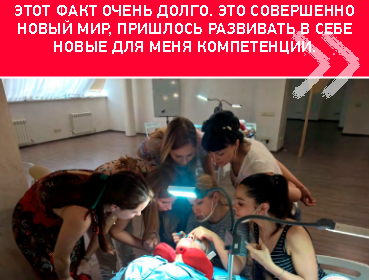 ЭТОТ ФАКТ ОЧЕНЬ ДОЛГО. ЭТО СОВЕРШЕННО
НОВЫЙ МИР, ПРИШЛОСЬ РАЗВИВАТЬ В СЕБЕ
НОВЫЕ ДЛЯ МЕНЯ КОМПЕТЕНЦИИ.